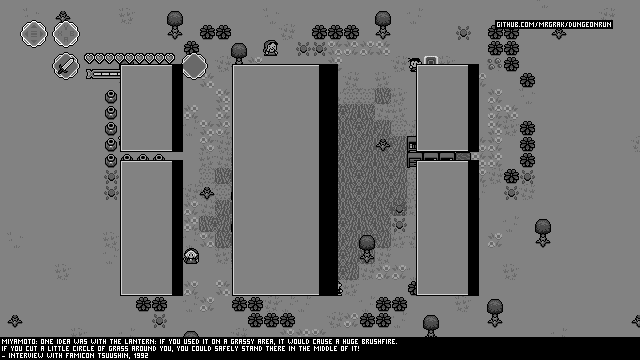 GITHUB.COM/MRGRAK/DUNGEONRUN
MIYAMOTO: ONE IDEA WAS WITH THE LANTERN; IF YOU USED IT ON A GRASSY AREA, IT WOULD CAUSE A HUGE BRUSHFIRE.
IF YOU CUT A LITTLE CIRCLE OF GRASS AROUND YOU, YOU COULD SAFELY STAND THERE IN THE MIDDLE OF IT!
- INTERVIEW WITH FAMICON TSUUSHIN, 1992